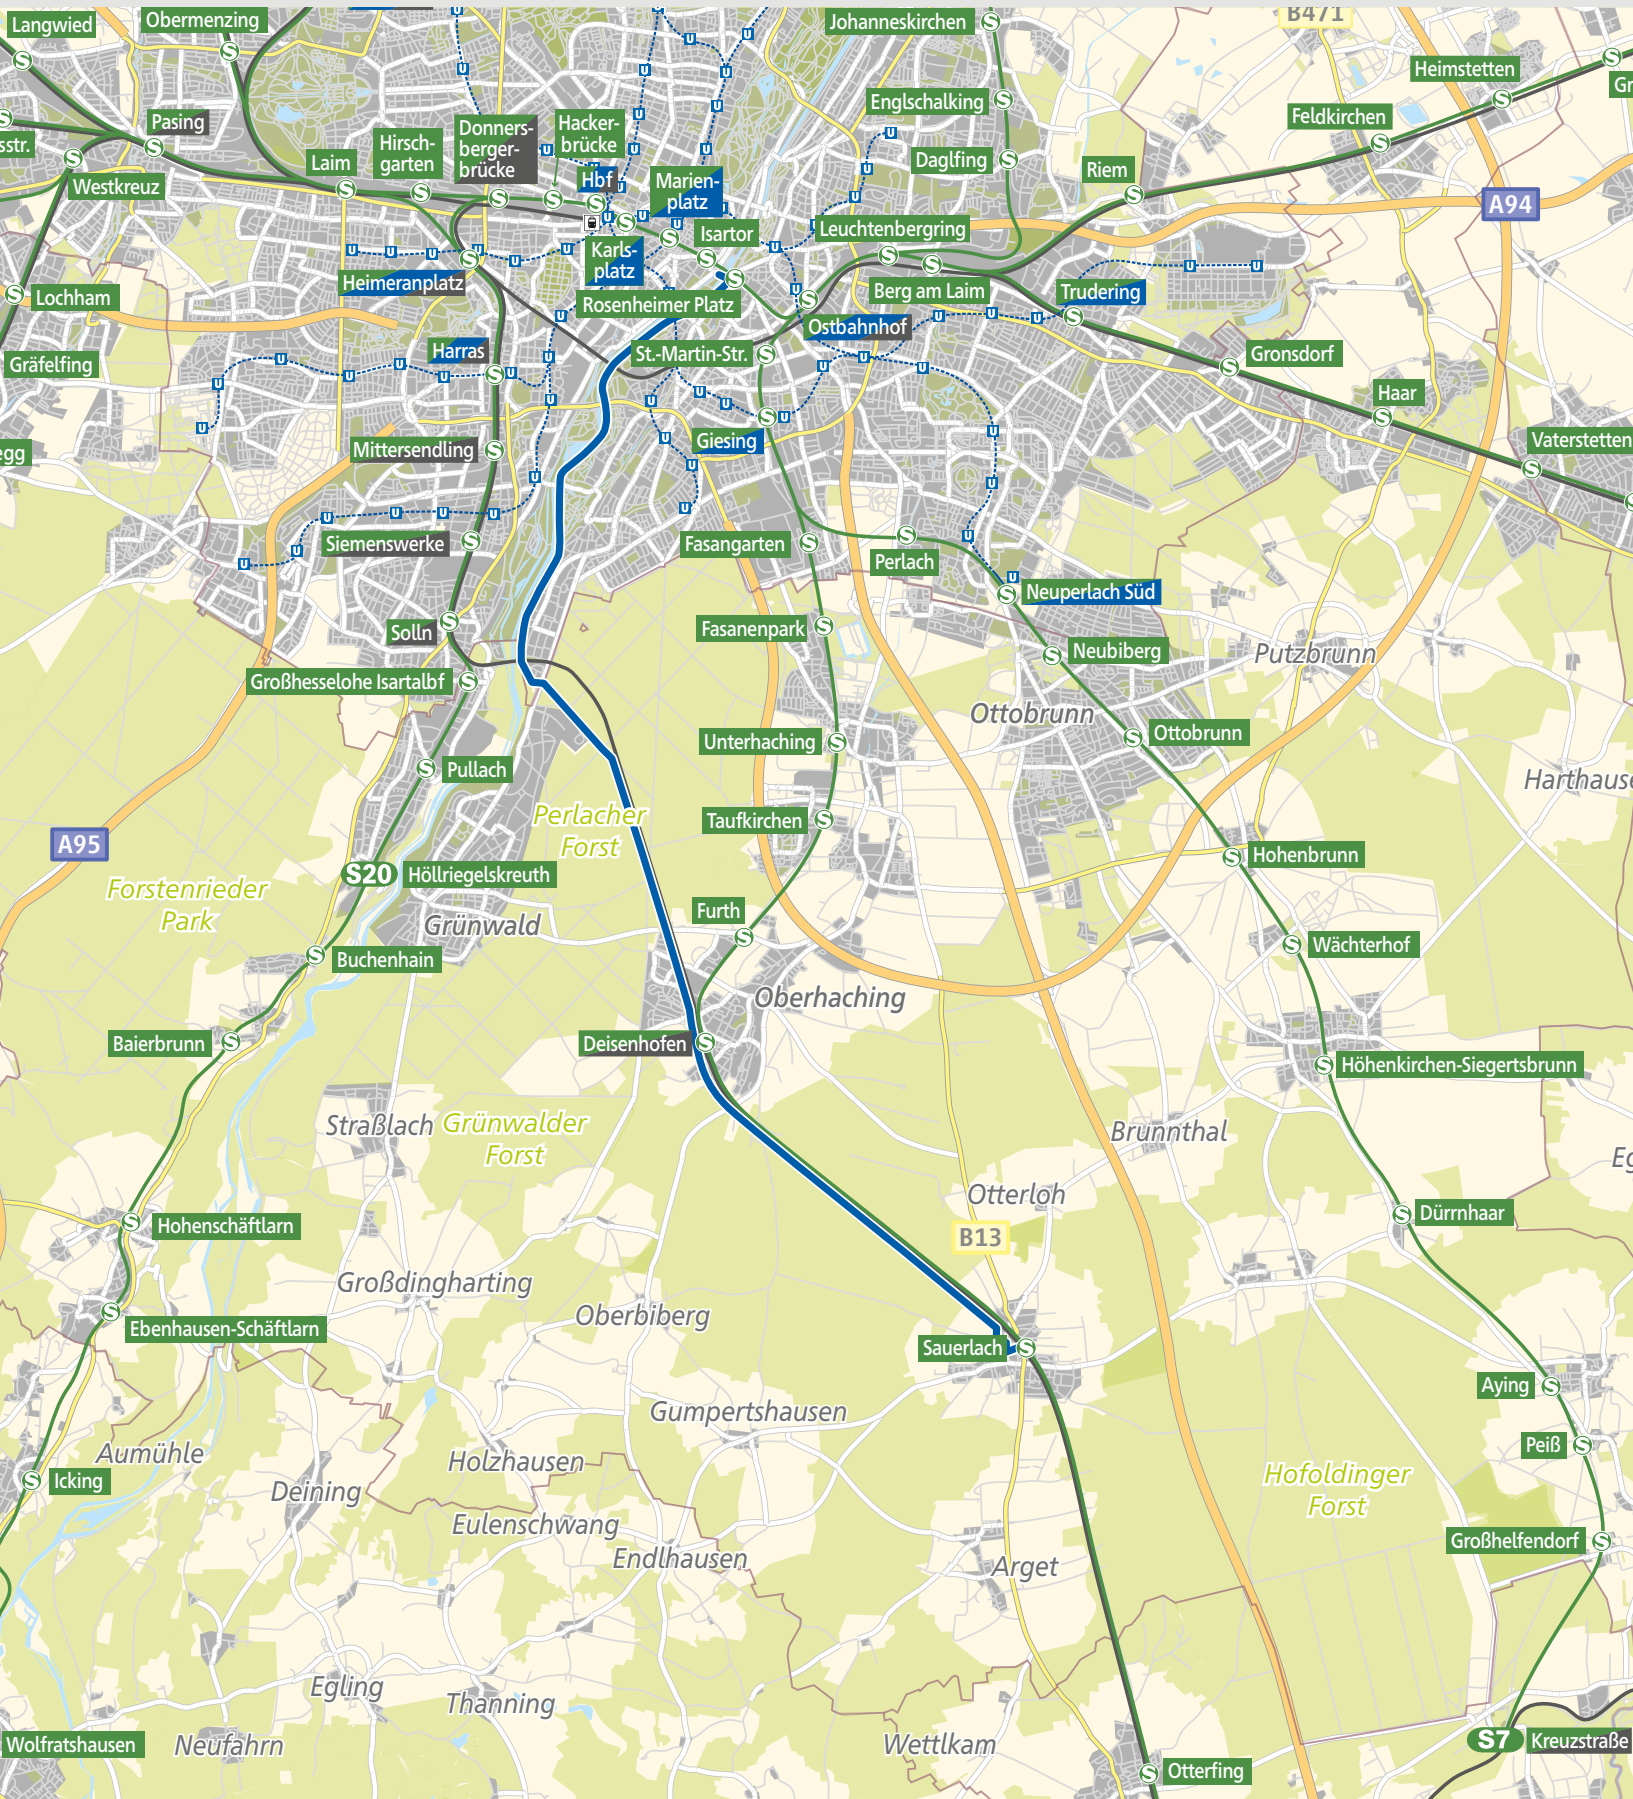 B471
Langwied
Obermenzing
Johanneskirchen
Heimstetten
Gr
Englschalking
Feldkirchen
Pasing
Hirsch-
garten
Donners-
berger-
brücke
Hacker-
brücke
sstr.
Laim
Daglfing
Riem
Westkreuz
Hbf
Marien-
platz
A94
Isartor
Leuchtenbergring
Karls-
platz
Heimeranplatz
Lochham
Rosenheimer Platz
Berg am Laim
Trudering
Ostbahnhof
Gräfelfing
Harras
St.-Martin-Str.
Gronsdorf
Haar
egg
Mittersendling
Giesing
Vaterstetten
Siemenswerke
Fasangarten
Perlach
Neuperlach Süd
Solln
Fasanenpark
Neubiberg
Putzbrunn
Großhesselohe Isartalbf
Ottobrunn
Unterhaching
Ottobrunn
Pullach
Harthause
Perlacher
Forst
Taufkirchen
A95
Hohenbrunn
S20
Höllriegelskreuth
Forstenrieder
Park
Grünwald
Furth
Wächterhof
Buchenhain
Oberhaching
Baierbrunn
Deisenhofen
Höhenkirchen-Siegertsbrunn
Straßlach
Grünwalder
Forst
Brunnthal
Eg
Otterloh
Hohenschäftlarn
B13
Dürrnhaar
Großdingharting
Oberbiberg
Ebenhausen-Schäftlarn
Sauerlach
Aying
Gumpertshausen
Aumühle
Holzhausen
Peiß
Icking
Deining
Hofoldinger
Forst
Eulenschwang
Endlhausen
Arget
Großhelfendorf
Egling
Thanning
Wolfratshausen
Neufahrn
Wettlkam
S7
Kreuzstraße
Otterfing